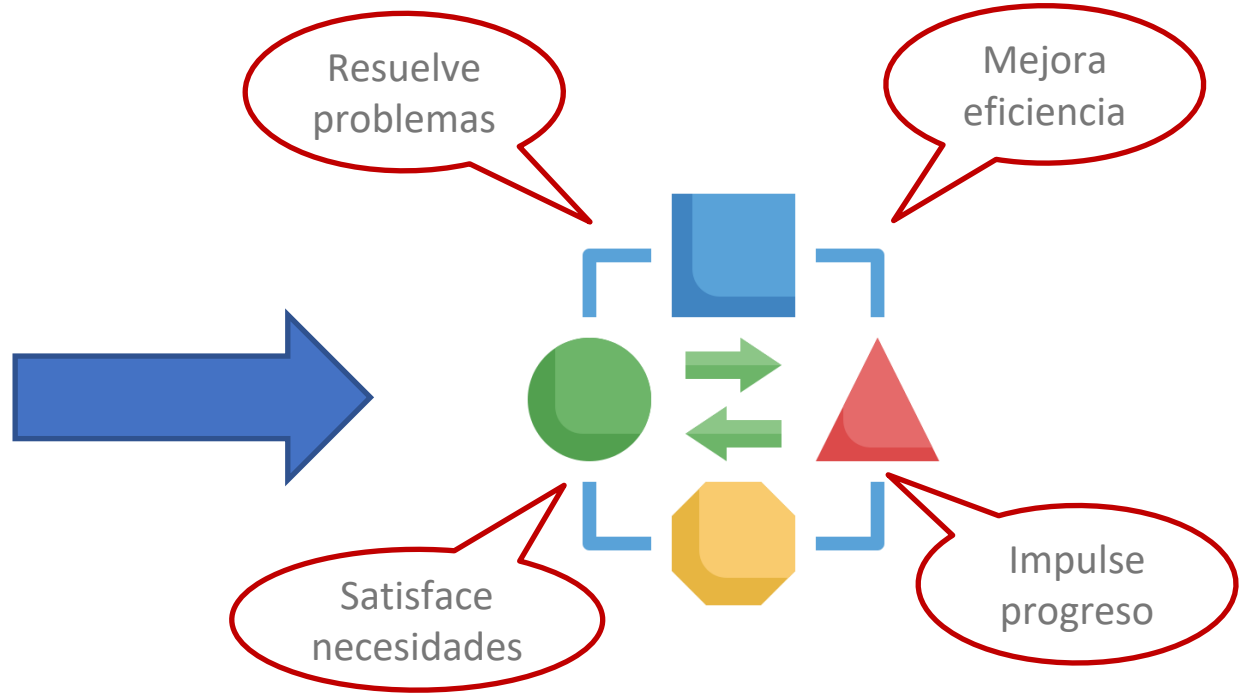 Resuelve
problemas
Mejora
eficiencia
Satisface
necesidades
Impulse
progreso